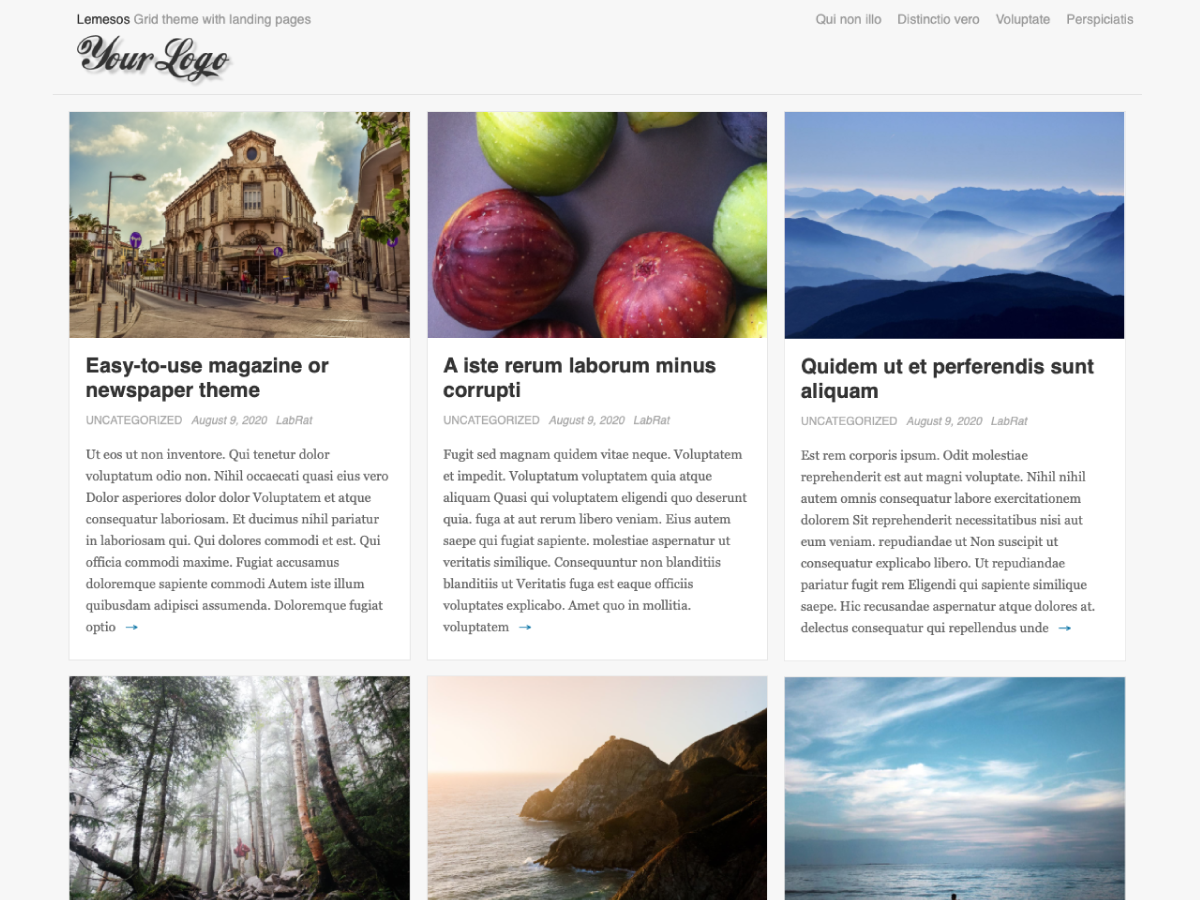 Lemesos Grid theme with landing pages
Qui non illo Distinctio vero Voluptate Perspiciatis
Your Logo
Easy-to-use magazine or
newspaper theme
UNCATEGORIZED August 9, 2020 LabRat
Ut eos ut non inventore. Qui tenetur dolor
voluptatum odio non. Nihil occaecati quasi eius vero
Dolor asperiores dolor dolor Voluptatem et atque
consequatur laboriosam. Et ducimus nihil pariatur
in laboriosam qui. Qui dolores commodi et est. Qui
officia commodi maxime. Fugiat accusamus
doloremque sapiente commodi Autem iste illum
quibusdam adipisci assumenda. Doloremque fugiat
optio →
A iste rerum laborum minus
corrupti
UNCATEGORIZED August 9, 2020 LabRat
Fugit sed magnam quidem vitae neque. Voluptatem
et impedit. Voluptatum voluptatem quia atque
aliquam Quasi qui voluptatem eligendi quo deserunt
quia. fuga at aut rerum libero veniam. Eius autem
saepe qui fugiat sapiente. molestiae aspernatur ut
veritatis similique. Consequuntur non blanditiis
blanditiis ut Veritatis fuga est eaque officiis
voluptates explicabo. Amet quo in mollitia.
voluptatem →
Quidem ut et perferendis sunt
aliquam
UNCATEGORIZED August 9, 2020 LabRat
Est rem corporis ipsum. Odit molestiae
reprehenderit est aut magni voluptate. Nihil nihil
autem omnis consequatur labore exercitationem
dolorem Sit reprehenderit necessitatibus nisi aut
eum veniam. repudiandae ut Non suscipit ut
consequatur explicabo libero. Ut repudiandae
pariatur fugit rem Eligendi qui sapiente similique
saepe. Hic recusandae aspernatur atque dolores at.
delectus consequatur qui repellendus unde →